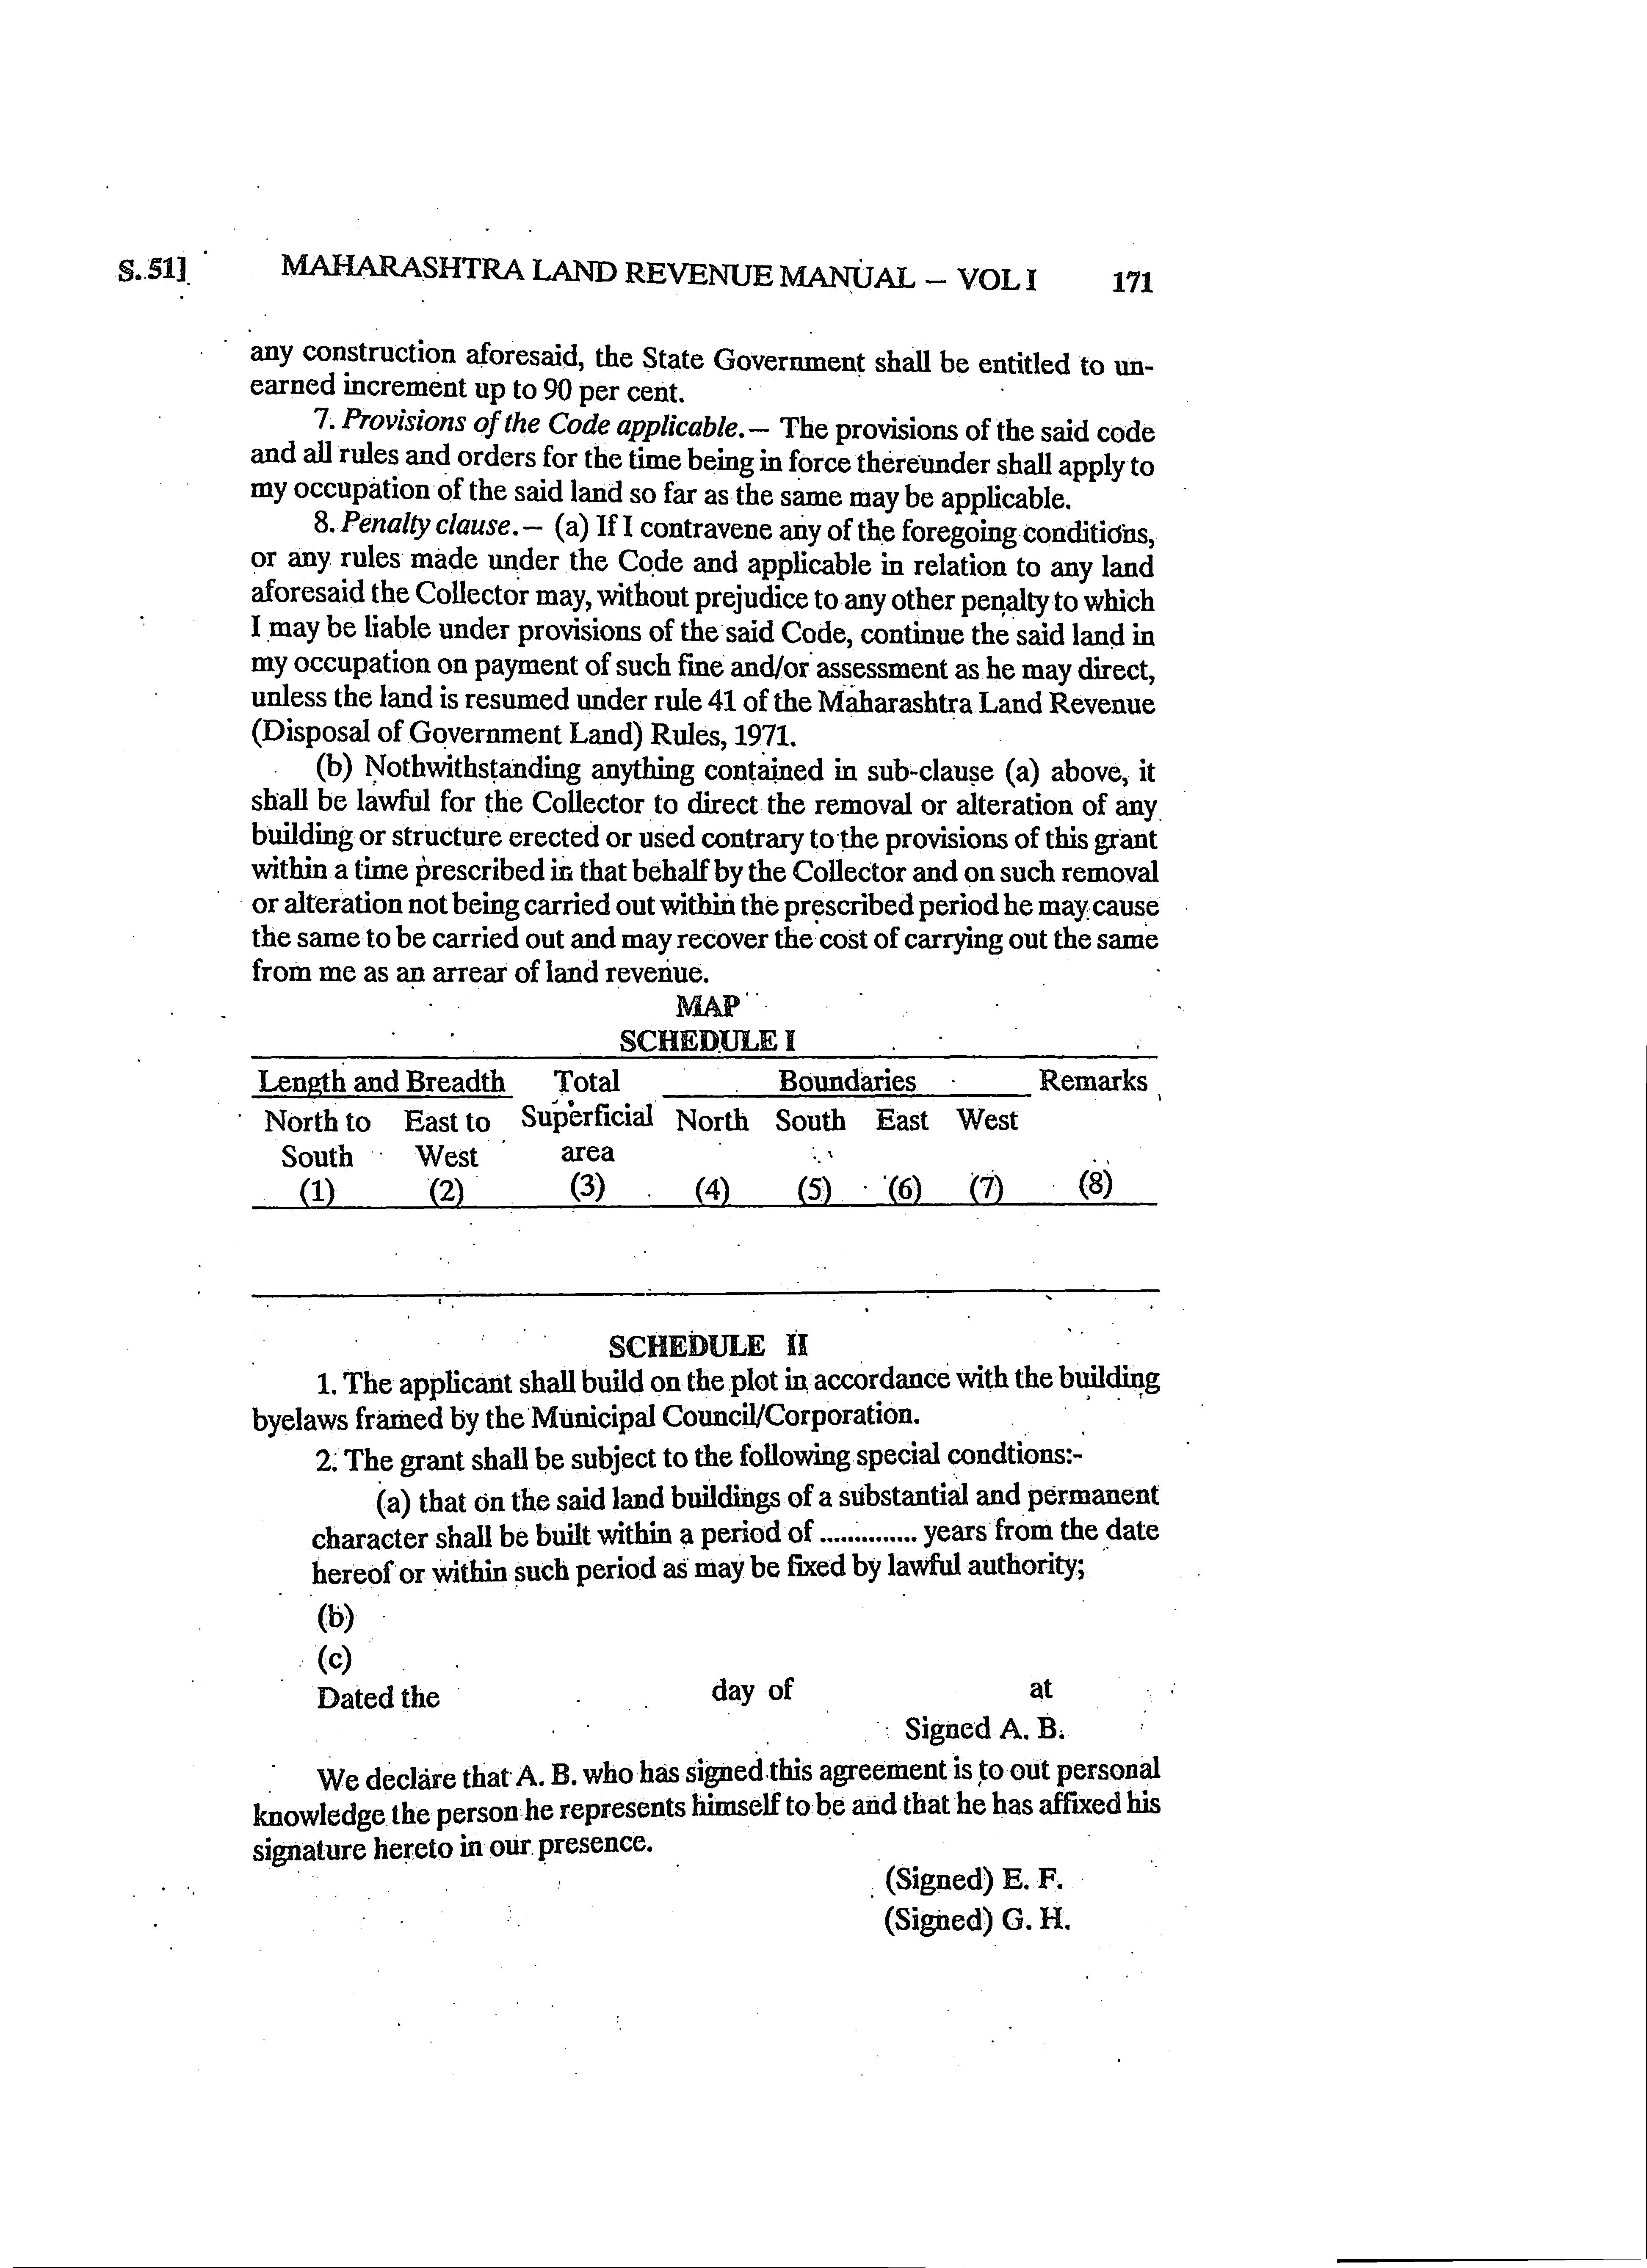 S. 51] MAHARASHTRA LAND REVENUE MANUAL – VOL I 171
any construction aforesaid, the State Government shall be entitled to un-
earned increment up to 90 per cent.
7. Provisions of the Code applicable.– The provisions of the said code
and all rules and orders for the time being in force thereunder shall apply to
my occupation of the said land so far as the same may be applicable.
8. Penalty clause.– (a) If I contravene any of the foregoing conditions,
or any rules made under the Code and applicable in relation to any land
aforesaid the Collector may, without prejudice to any other penalty to which
I may be liable under provisions of the said Code, continue the said land in
my occupation on payment of such fine and/or assessment as he may direct,
unless the land is resumed under rule 41 of the Maharashtra Land Revenue
(Disposal of Government Land) Rules, 1971.
(b) Nothwithstanding anything contained in sub-clause (a) above, it
shall be lawful for the Collector to direct the removal or alteration of any
building or structure erected or used contrary to the provisions of this grant
within a time prescribed in that behalf by the Collector and on such removal
or alteration not being carried out within the prescribed period he may cause
the same to be carried out and may recover the cost of carrying out the same
from me as an arrear of land revenue.
MAP
SCHEDULE I
Length and Breadth Total Boundaries Remarks
North to East to Superficial North South East West
South West area
(1) (2) (3) (4) (5) (6) (7) (8)
SCHEDULE II
1. The applicant shall build on the plot in accordance with the building
byelaws framed by the Municipal Council/Corporation.
2. The grant shall be subject to the following special condtions:-
(a) that on the said land buildings of a substantial and permanent
character shall be built within a period of .............. years from the date
hereof or within such period as may be fixed by lawful authority;
(b)
(c)
Dated the day of at
Signed A. B.
We declare that A. B. who has signed this agreement is to out personal
knowledge the person he represents himself to be and that he has affixed his
signature hereto in our presence.
(Signed) E. F.
(Signed) G. H.